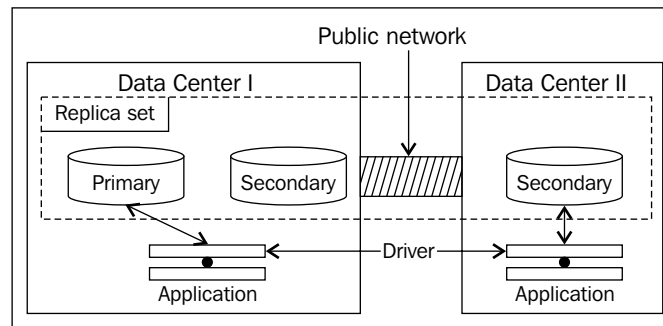 Public network
Data Center I
Data Center II
Replica set
Primary
Secondary
Secondary
Driver
Application
Application